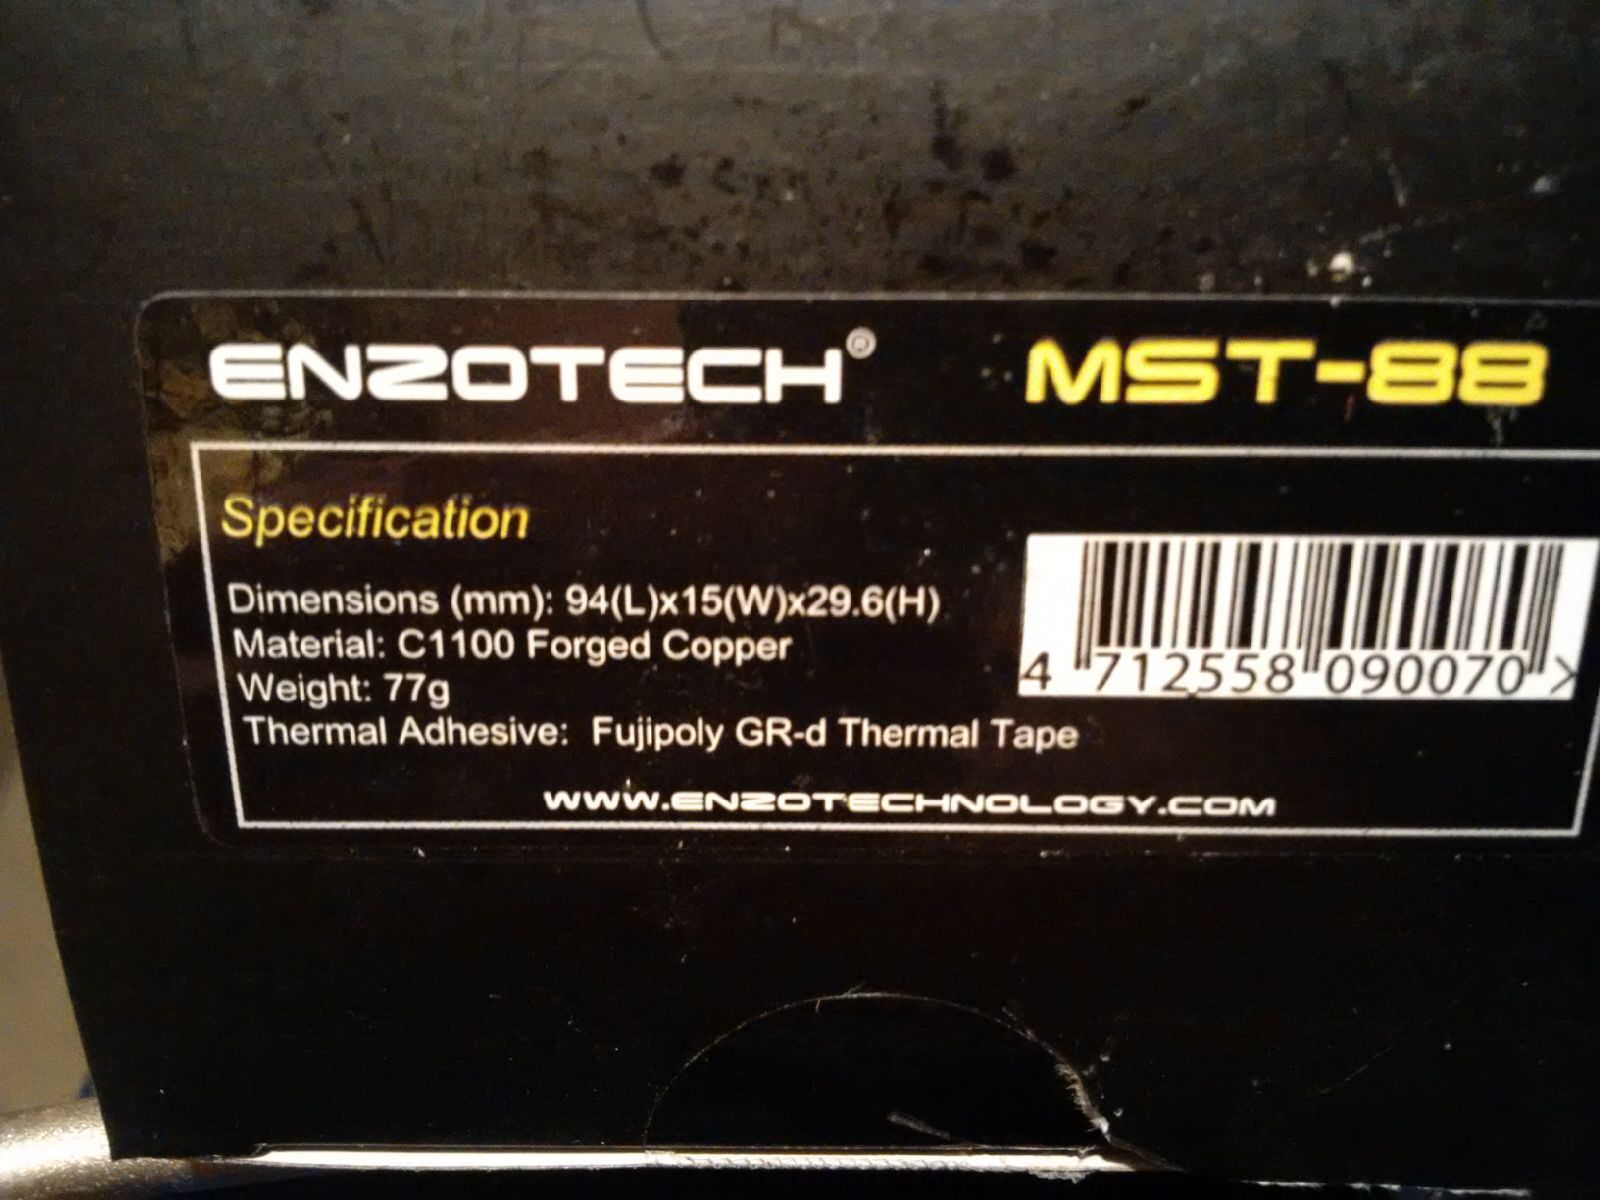 ENZOTECH® MST-88
Specification
Dimensions (mm): 94(L)x15(W)x29.6(H)
Material: C1100 Forged Copper
Weight: 77g
Thermal Adhesive: Fujipoly GR-d Thermal Tape
4 712558 090070 >
WWW.ENZOTECHNOLOGY.COM